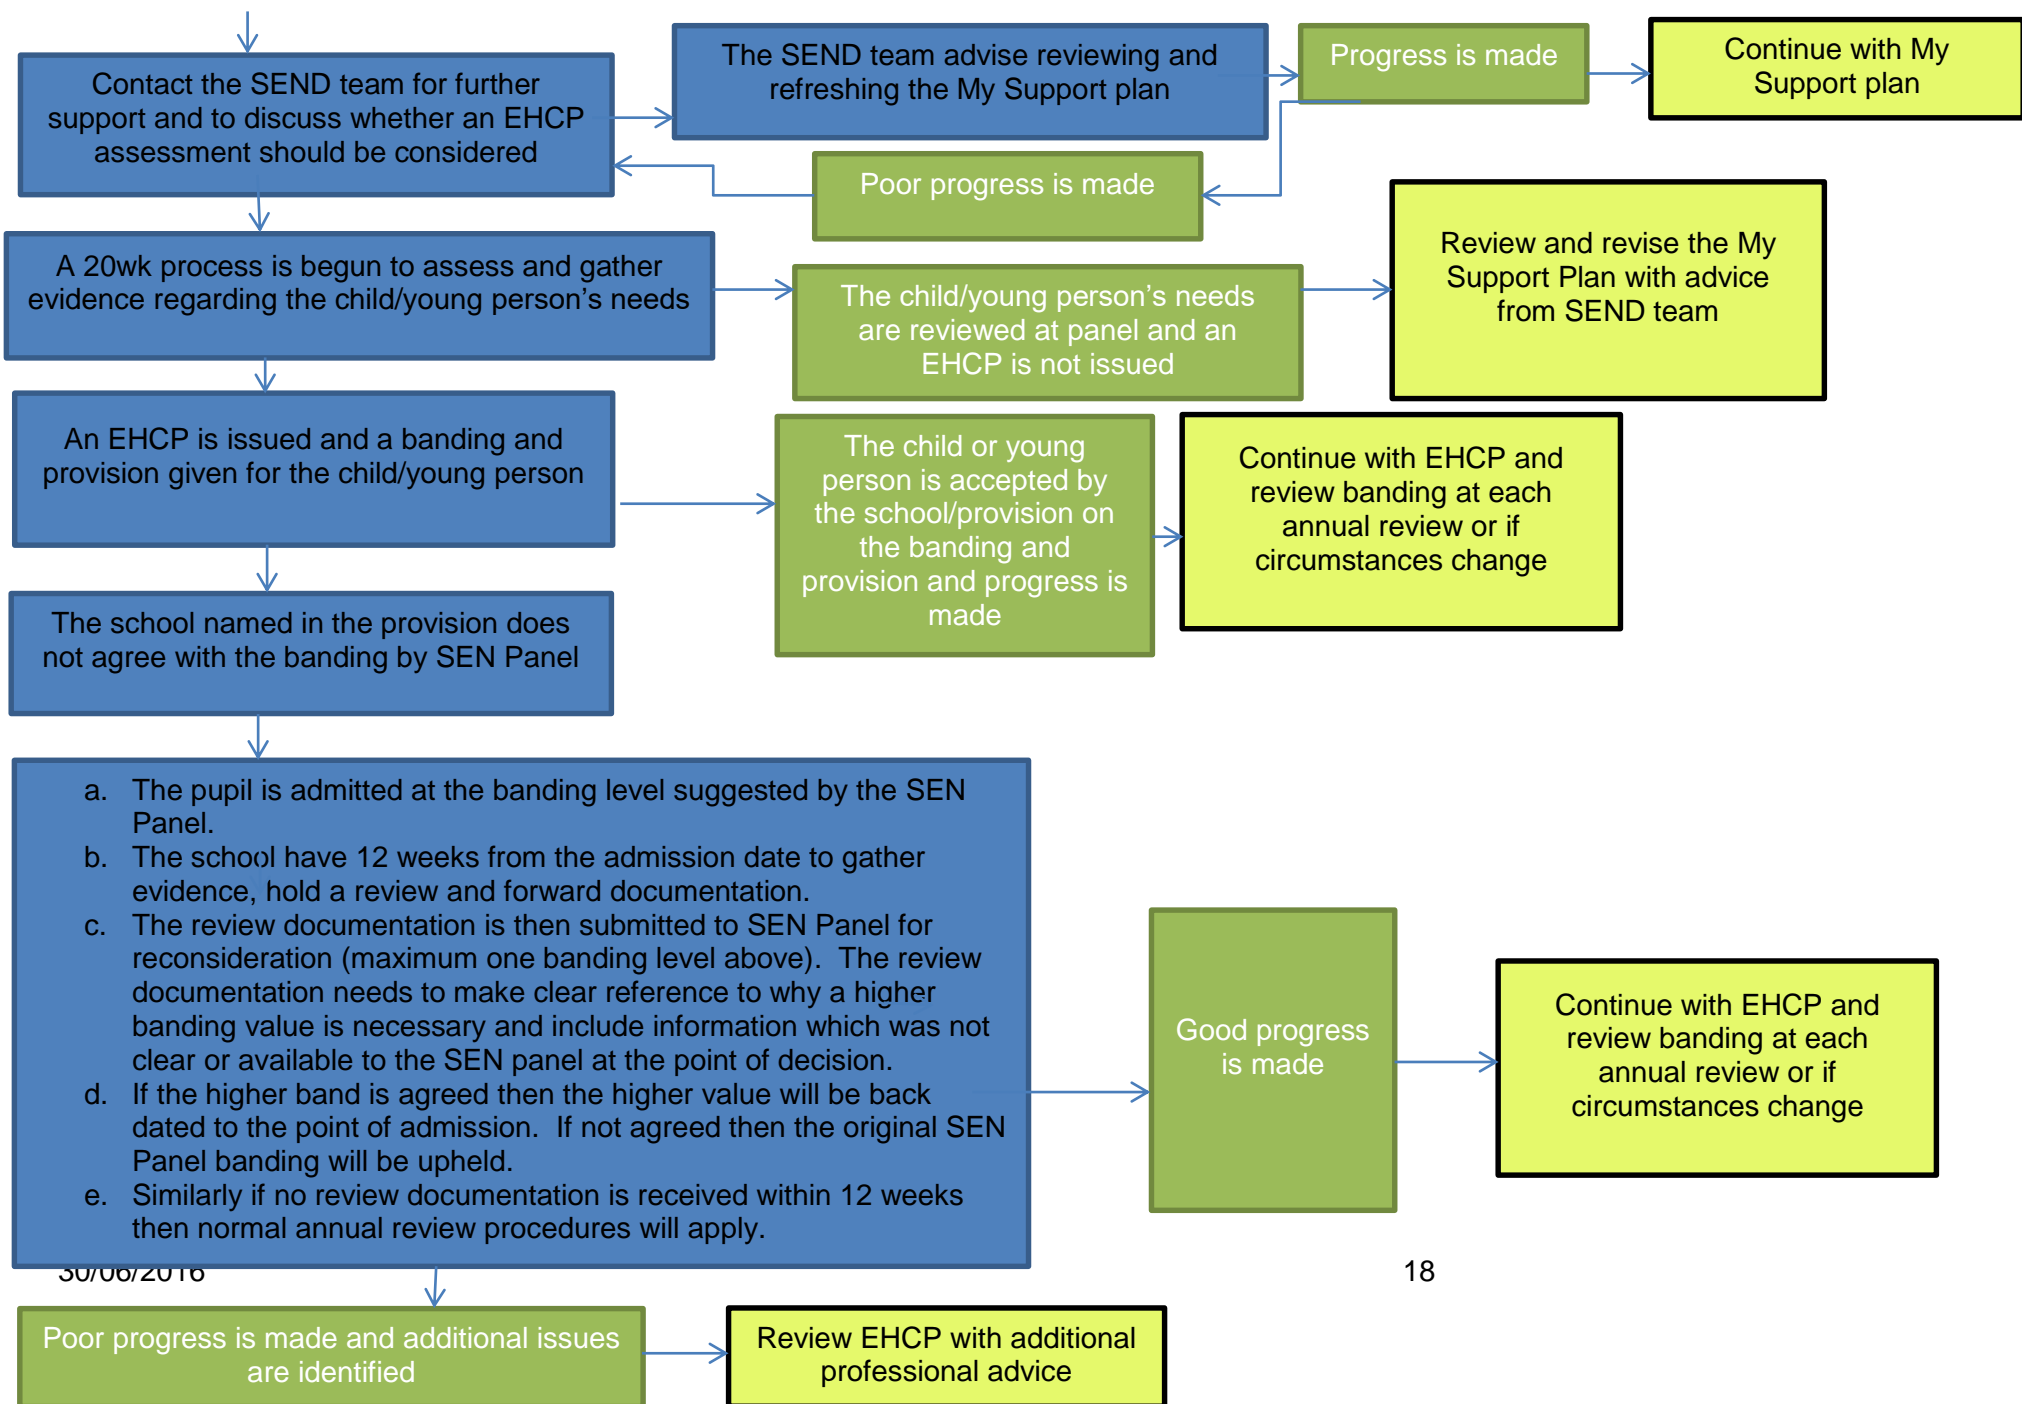 Contact the SEND team for further
support and to discuss whether an EHCP
assessment should be considered
The SEND team advise reviewing and
refreshing the My Support plan
Progress is made
Continue with My
Support plan
Poor progress is made
A 20wk process is begun to assess and gather
evidence regarding the child/young person’s needs
The child/young person’s needs
are reviewed at panel and an
EHCP is not issued
Review and revise the My
Support Plan with advice
from SEND team
An EHCP is issued and a banding and
provision given for the child/young person
The child or young
person is accepted by
the school/provision on
the banding and
provision and progress is
made
Continue with EHCP and
review banding at each
annual review or if
circumstances change
The school named in the provision does
not agree with the banding by SEN Panel
a. The pupil is admitted at the banding level suggested by the SEN
Panel.
b. The school have 12 weeks from the admission date to gather
evidence, hold a review and forward documentation.
c. The review documentation is then submitted to SEN Panel for
reconsideration (maximum one banding level above). The review
documentation needs to make clear reference to why a higher
banding value is necessary and include information which was not
clear or available to the SEN panel at the point of decision.
d. If the higher band is agreed then the higher value will be back
dated to the point of admission. If not agreed then the original SEN
Panel banding will be upheld.
e. Similarly if no review documentation is received within 12 weeks
then normal annual review procedures will apply.
Good progress
is made
Continue with EHCP and
review banding at each
annual review or if
circumstances change
30/06/2016
18
Poor progress is made and additional issues
are identified
Review EHCP with additional
professional advice